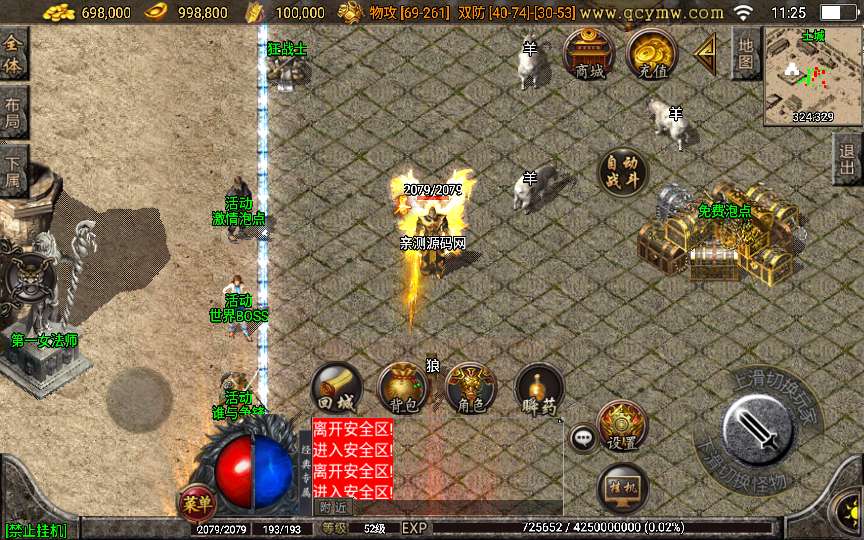 698,000
998,800
100,000
物攻 [69-261]
双防 [40-74]-[30-53]
www.qcymw.com
11:25
全体
布局
下属
狂战士
羊
商城
充值
地图
土城
324:329
羊
退出
自动
战斗
羊
2079/2079
亲测源码网
免费泡点
活动
激情泡点
活动
世界BOSS
第一女法师
狼
活动
谁与争锋
回城
背包
角色
瞬药
上滑切换玩家
下滑切换怪物
设置
经典专属
离开安全区!
进入安全区!
离开安全区!
进入安全区!
附近
挂机
菜单
[禁止挂机]
2079/2079
193/193
等级
52级
EXP
725652 / 4250000000 (0.02%)